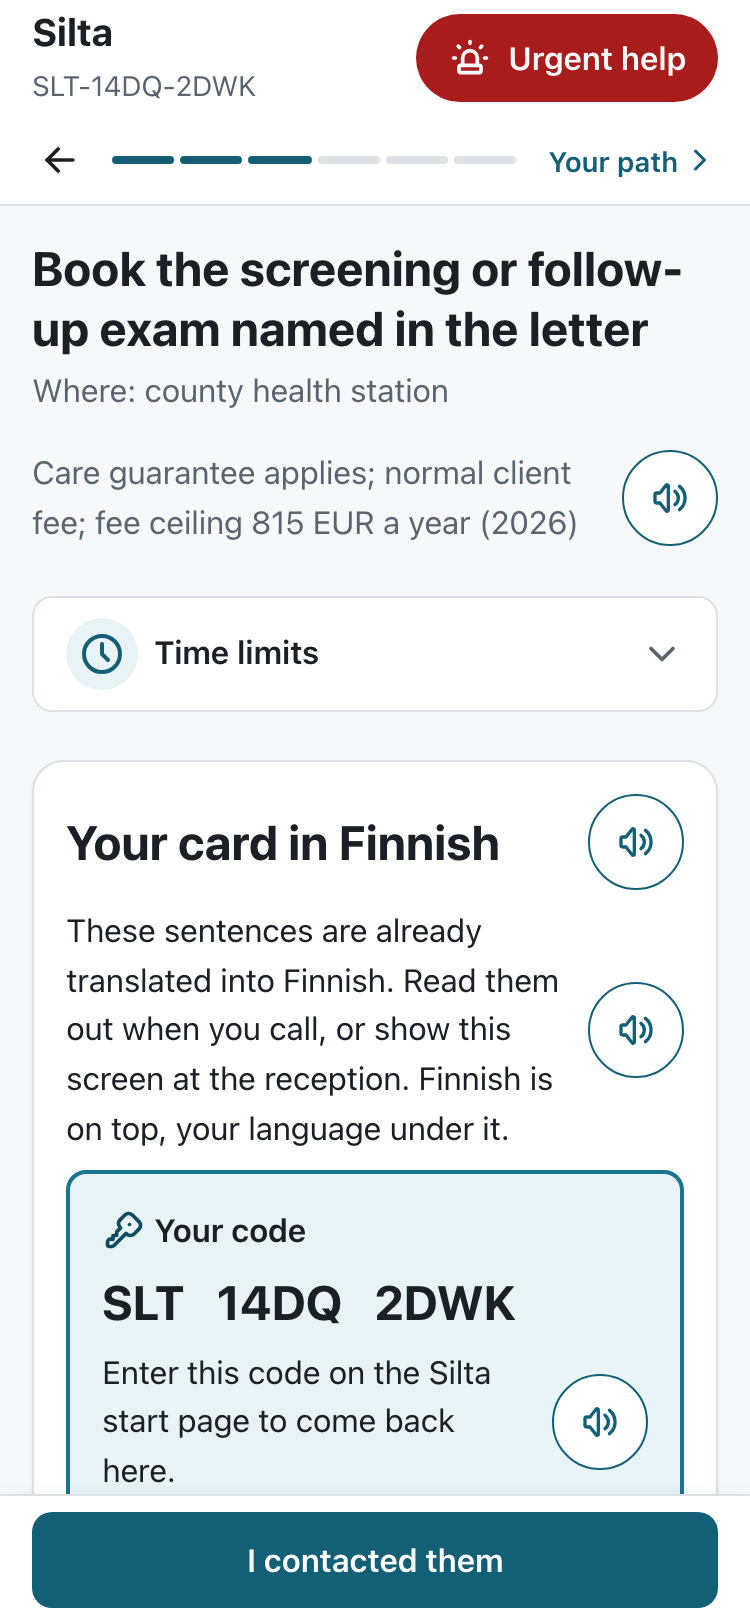 Silta
SLT-14DQ-2DWK
Urgent help
Your path
Book the screening or follow-
up exam named in the letter
Where: county health station
Care guarantee applies; normal client
fee; fee ceiling 815 EUR a year (2026)
Time limits
Your card in Finnish
These sentences are already
translated into Finnish. Read them
out when you call, or show this
screen at the reception. Finnish is
on top, your language under it.
Your code
SLT 14DQ 2DWK
Enter this code on the Silta
start page to come back
here.
I contacted them